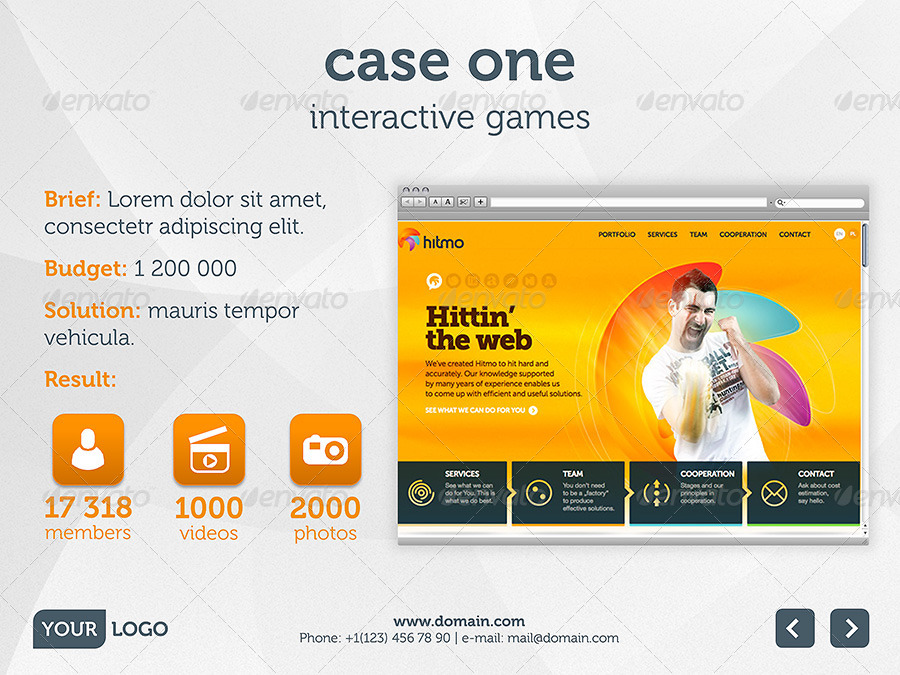 case one
interactive games
Brief: Lorem dolor sit amet,
consectetr adipiscing elit.
Budget: 1 200 000
Solution: mauris tempor
vehicula.
Result:
17 318
members
1000
videos
2000
photos
hitmo
PORTFOLIO SERVICES TEAM COOPERATION CONTACT EN PL
Hittin'
the web
We've created Hitmo to hit hard and
accurately. Our knowledge supported
by many years of experience enables us
to come up with efficient and useful solutions.
SEE WHAT WE CAN DO FOR YOU
SERVICES
See what we can
do for You. This is
what we do best.
TEAM
You don't need
to be a „factory"
to produce
effective solutions.
COOPERATION
Stages and our
principles in
cooperation.
CONTACT
Ask about cost
estimation,
say hello.
YOUR LOGO
www.domain.com
Phone: +1(123) 456 78 90 | e-mail: mail@domain.com
envato